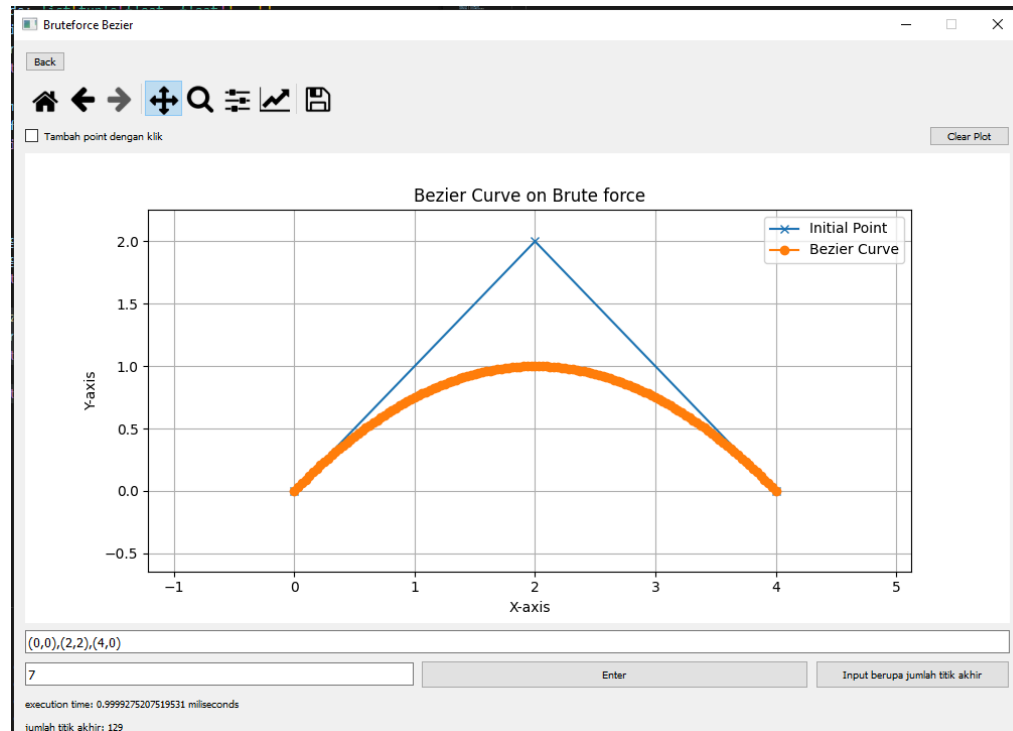 Bruteforce Bezier
Back
Tambah point dengan klik
Clear Plot
Bezier Curve on Brute force
Initial Point
Bezier Curve
2.0
1.5
1.0
0.5
0.0
−0.5
Y-axis
−1 0 1 2 3 4 5
X-axis
(0,0),(2,2),(4,0)
7 Enter Input berupa jumlah titik akhir
execution time: 0.9999275207519531 miliseconds
jumlah titik akhir: 129